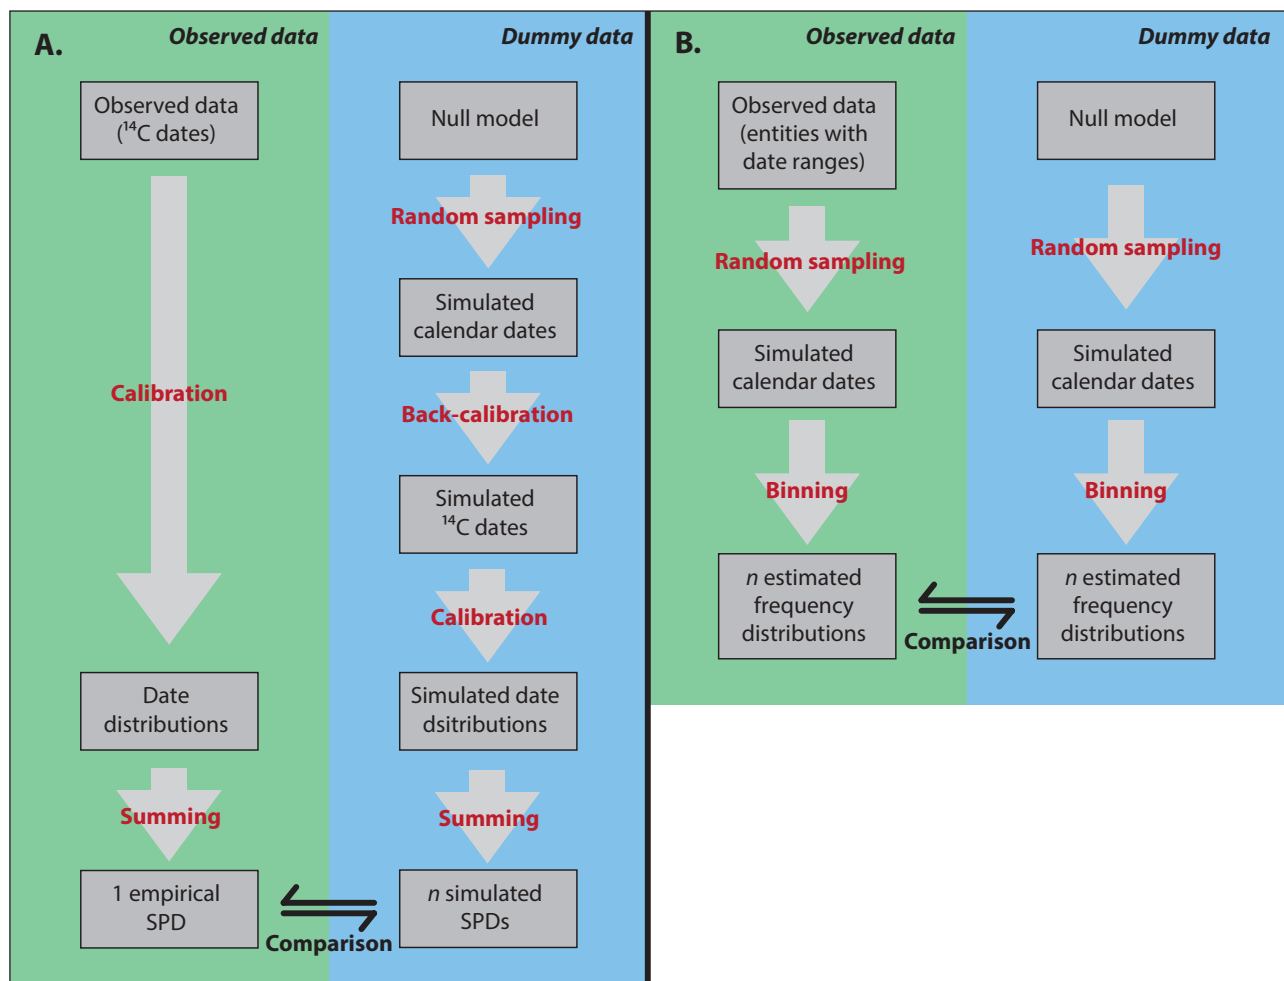 A.
Observed data
Dummy data
Observed data
(¹⁴C dates)
Calibration
Date
distributions
Summing
1 empirical
SPD
Null model
Random sampling
Simulated
calendar dates
Back-calibration
Simulated
¹⁴C dates
Calibration
Simulated date
dsitributions
Summing
n simulated
SPDs
Comparison
B.
Observed data
Dummy data
Observed data
(entities with
date ranges)
Random sampling
Simulated
calendar dates
Binning
n estimated
frequency
distributions
Null model
Random sampling
Simulated
calendar dates
Binning
n estimated
frequency
distributions
Comparison